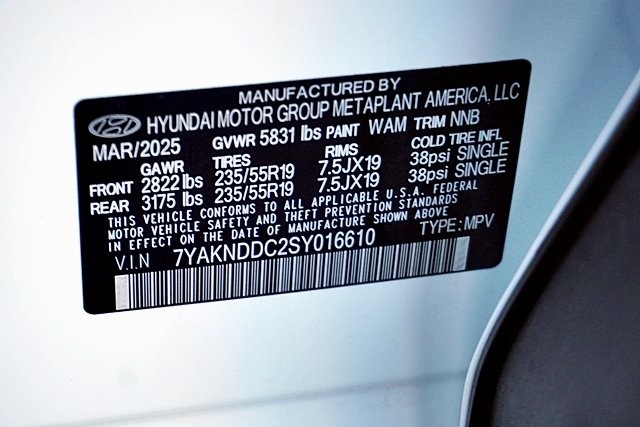 MANUFACTURED BY
HYUNDAI MOTOR GROUP METAPLANT AMERICA, LLC
MAR/2025 GVWR 5831 lbs PAINT WAM TRIM NNB
GAWR TIRES RIMS COLD TIRE INFL
FRONT 2822 lbs 235/55R19 7.5JX19 38psi SINGLE
REAR 3175 lbs 235/55R19 7.5JX19 38psi SINGLE
THIS VEHICLE CONFORMS TO ALL APPLICABLE U.S.A. FEDERAL
MOTOR VEHICLE SAFETY AND THEFT PREVENTION STANDARDS
IN EFFECT ON THE DATE OF MANUFACTURE SHOWN ABOVE
V.I.N 7YAKNDDC2SY016610 TYPE: MPV